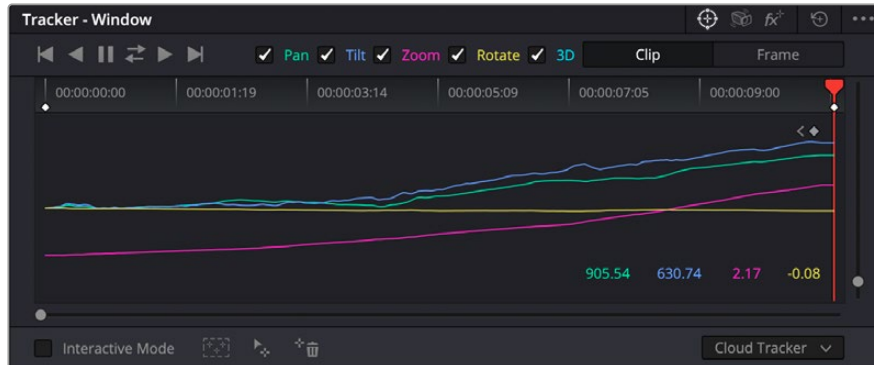 Tracker - Window
Pan Tilt Zoom Rotate 3D Clip Frame
00:00:00:00 00:00:01:19 00:00:03:14 00:00:05:09 00:00:07:05 00:00:09:00
905.54 630.74 2.17 -0.08
Interactive Mode Cloud Tracker